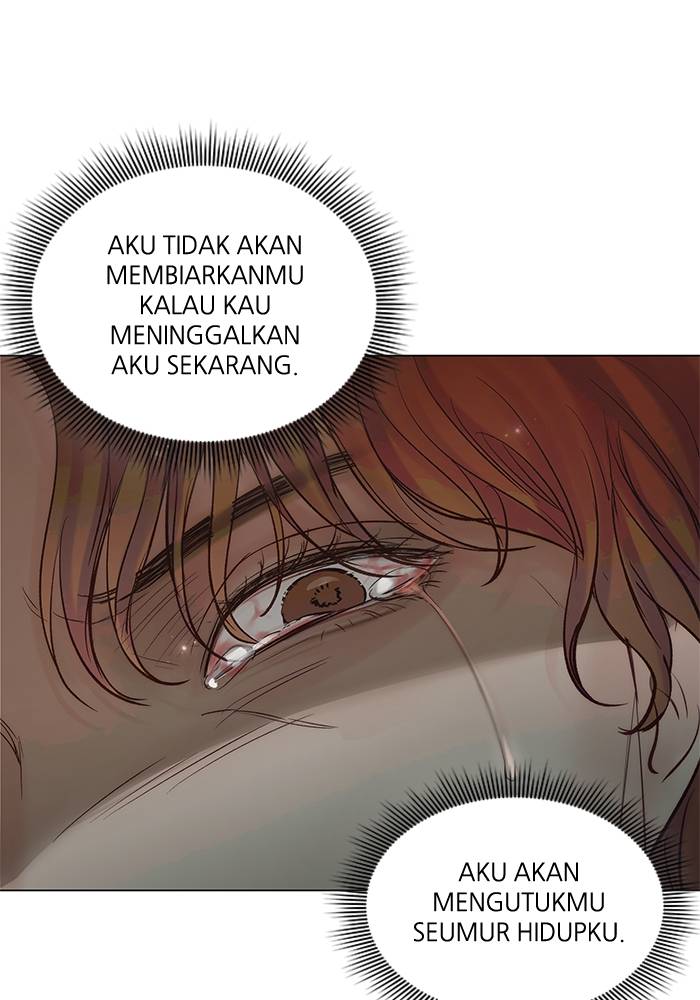 AKU TIDAK AKAN
MEMBIARKANMU
KALAU KAU
MENINGGALKAN
AKU SEKARANG.
AKU AKAN
MENGUTUKMU
SEUMUR HIDUPKU.